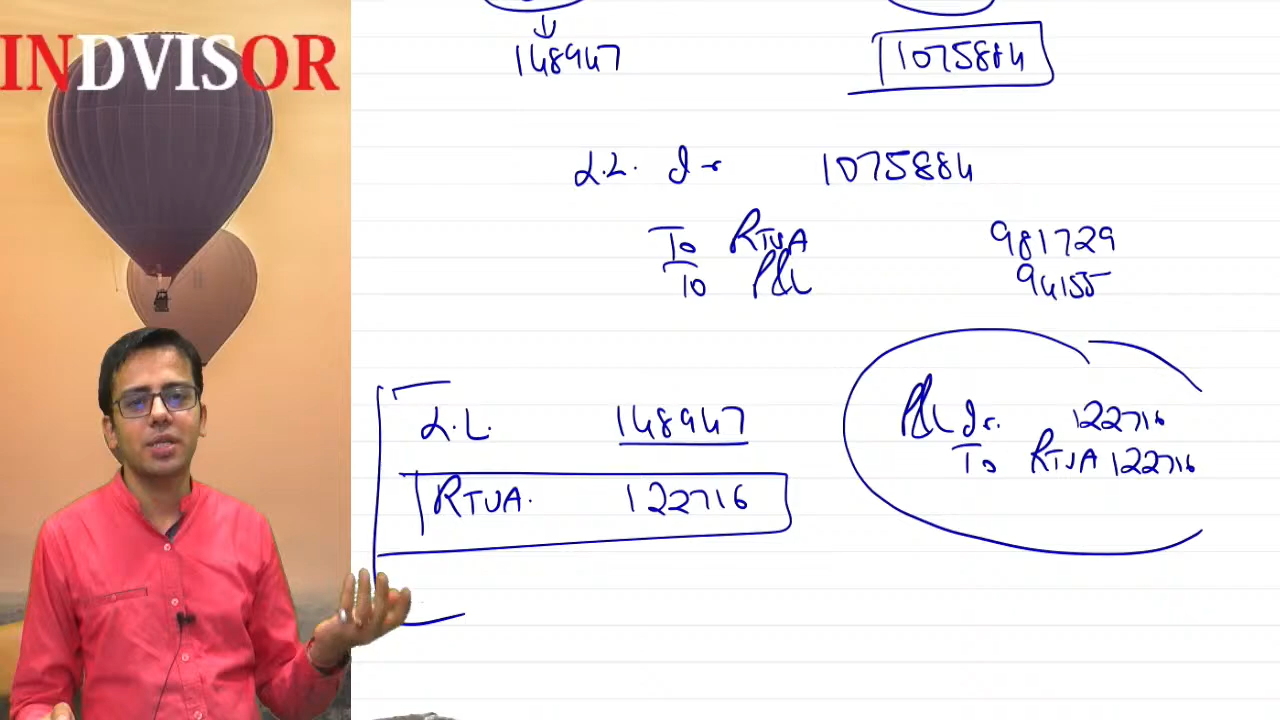 INDVISOR
148947 1075884
L.L. Dr 1075884
To RTUA 981729
To P&L 94155
L.L. 148947
RTUA. 122716
P&L Dr. 122716
To RTUA 122716